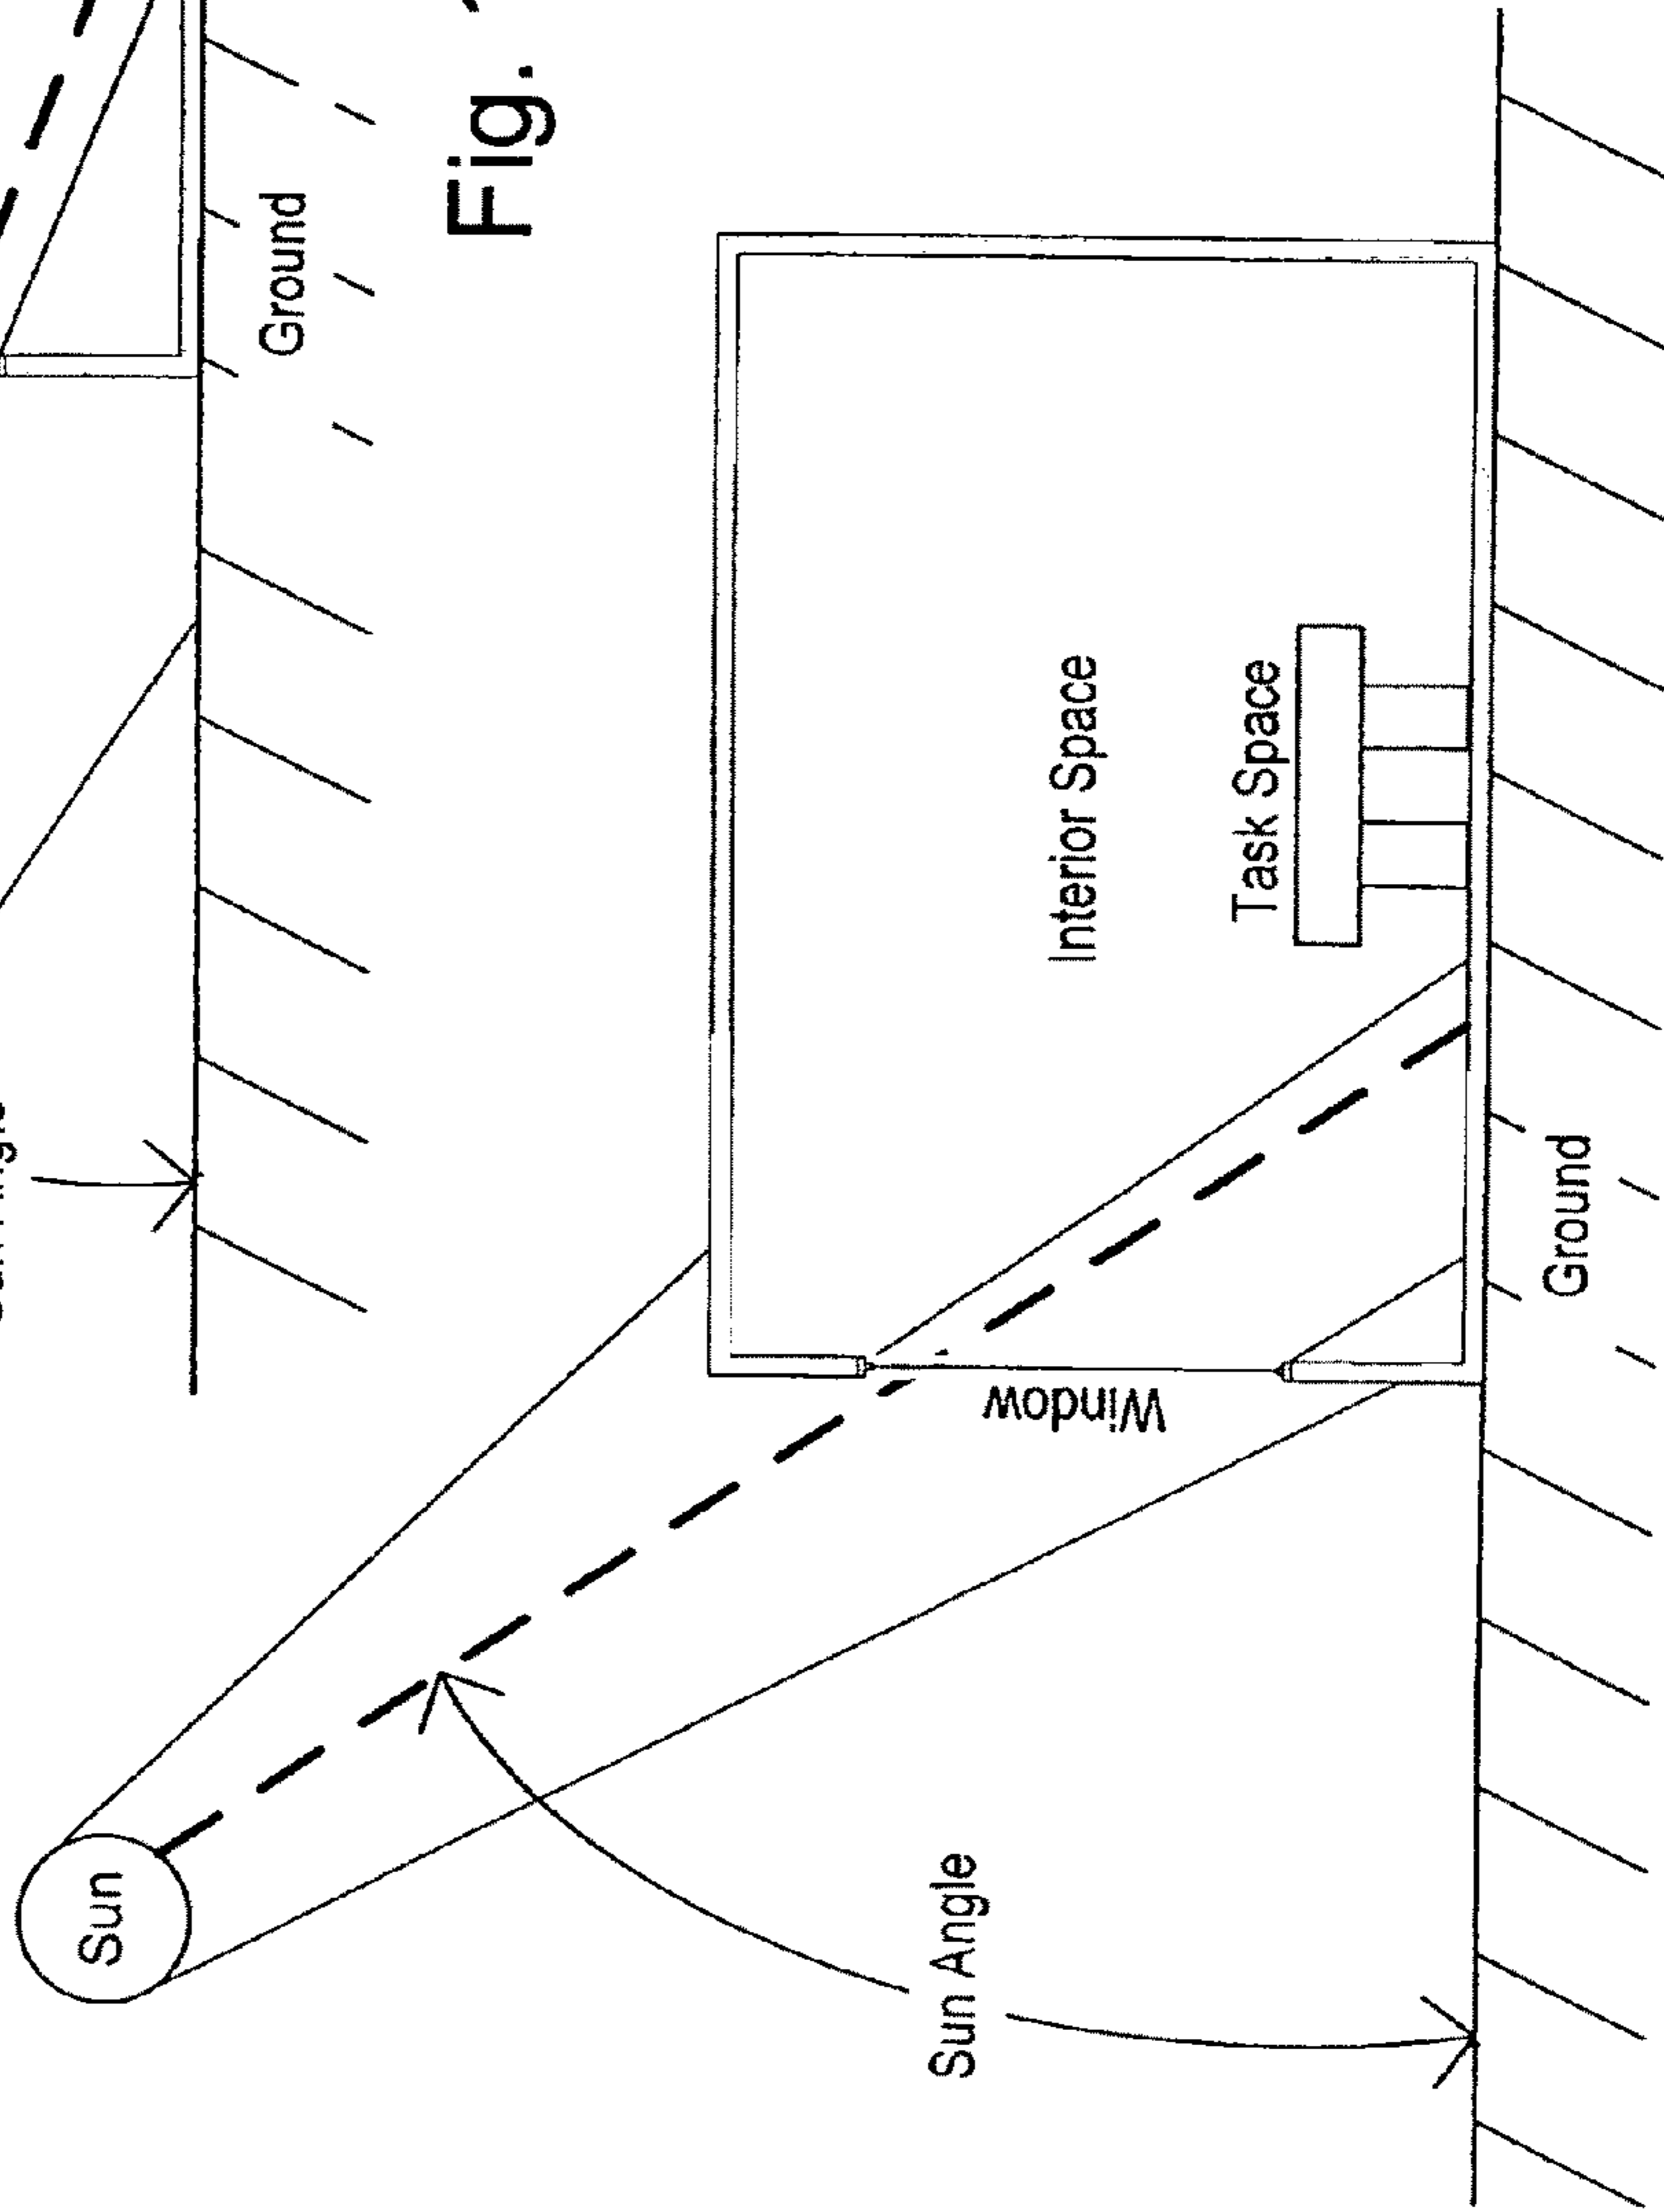 Ground
Fig.
Sun
Sun Angle
Window
Interior Space
Task Space
Ground